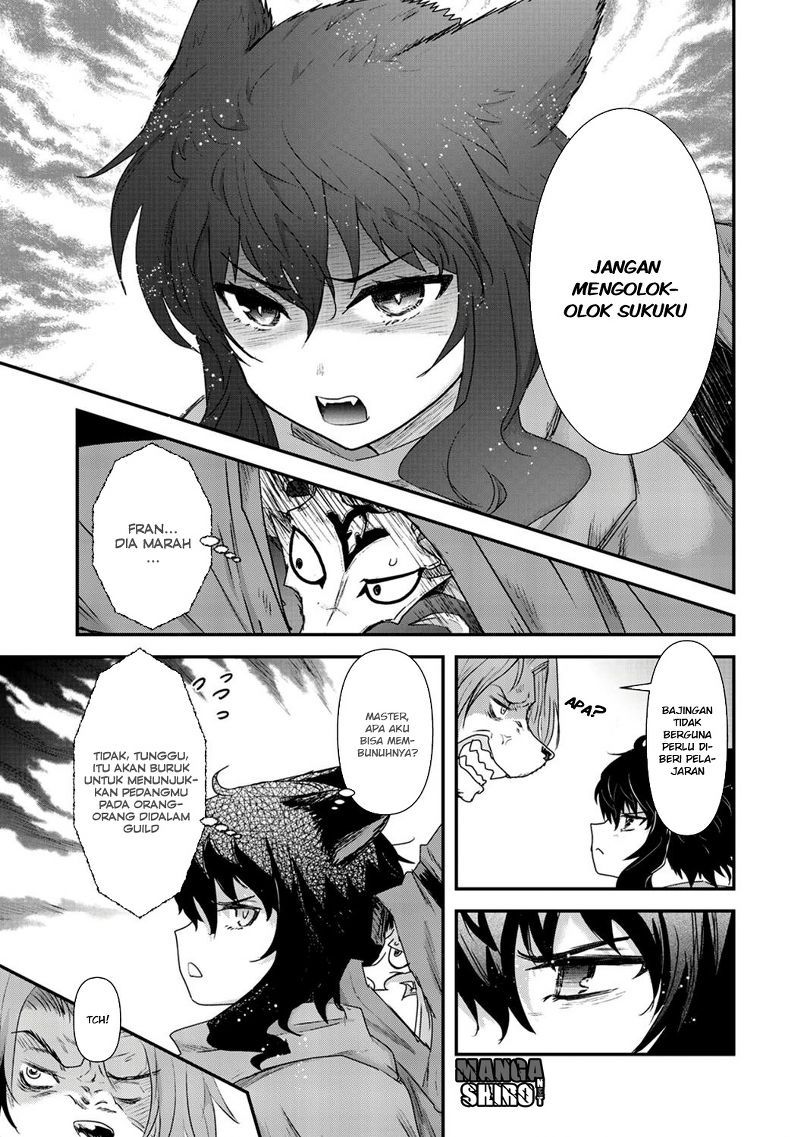 JANGAN
MENGOLOK-
OLOK SUKUKU
FRAN...
DIA MARAH
...
BAJINGAN
TIDAK
BERGUNA
PERLU DI-
BERI PELA-
JARAN
APA?
MASTER,
APA AKU
BISA MEM-
BUNUHNYA?
TIDAK, TUNGGU,
ITU AKAN BURUK
UNTUK MENUNJUK-
KAN PEDANGMU
PADA ORANG-
ORANG DIDALAM
GUILD
TCH!
MANGA
SHIRO
NET